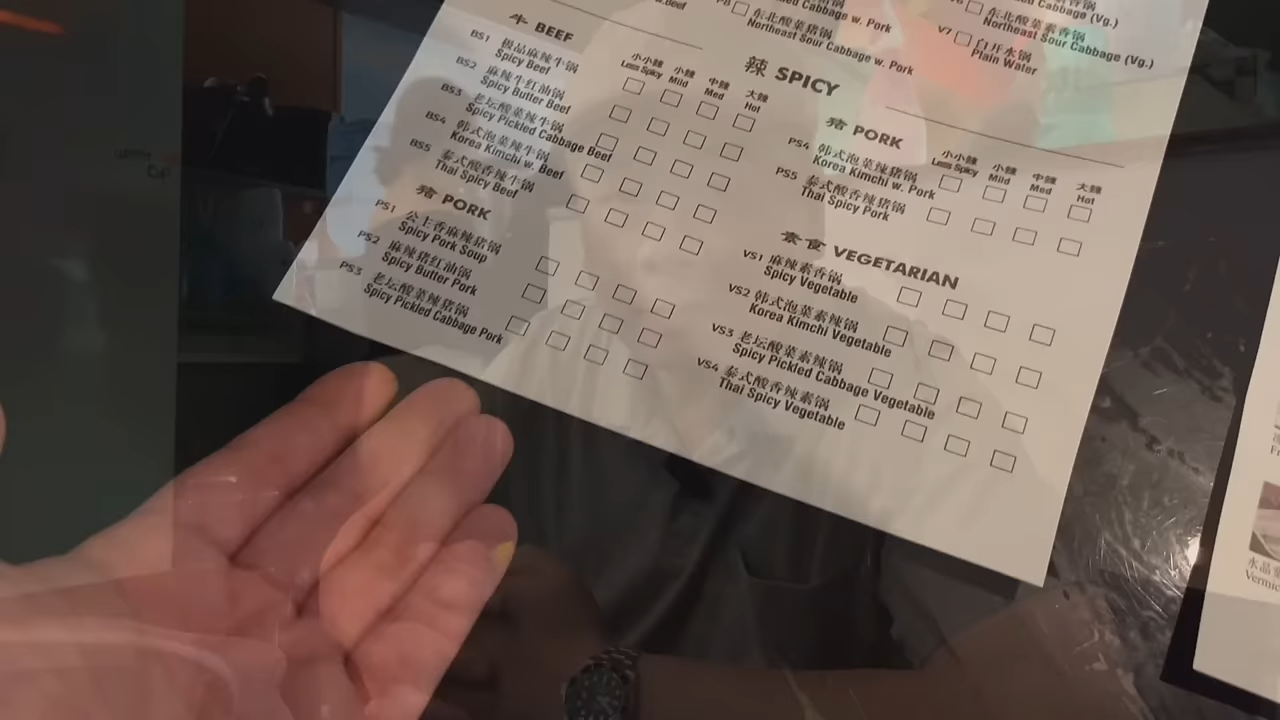 牛 BEEF
小小辣 小辣 中辣 大辣
Less Spicy Mild Med Hot
BS1 极品麻辣牛锅
Spicy Beef
BS2 麻辣牛红油锅
Spicy Butter Beef
BS3 老坛酸菜辣牛锅
Spicy Pickled Cabbage Beef
BS4 韩式泡菜辣牛锅
Korea Kimchi w. Beef
BS5 泰式酸香辣牛锅
Thai Spicy Beef
猪 PORK
PS1 公主香麻辣猪锅
Spicy Pork Soup
PS2 麻辣猪红油锅
Spicy Butter Pork
PS3 老坛酸菜辣猪锅
Spicy Pickled Cabbage Pork
w. Beef
Cabbage w. Pork
P8 东北酸菜猪锅
Northeast Sour Cabbage w. Pork
Cabbage (Vg.)
东北酸菜素香锅
Northeast Sour Cabbage (Vg.)
V7 白开水锅
Plain Water
辣 SPICY
猪 PORK
小小辣 小辣 中辣 大辣
Less Spicy Mild Med Hot
PS4 韩式泡菜辣猪锅
Korea Kimchi w. Pork
PS5 泰式酸香辣猪锅
Thai Spicy Pork
素食 VEGETARIAN
VS1 麻辣素香锅
Spicy Vegetable
VS2 韩式泡菜素辣锅
Korea Kimchi Vegetable
VS3 老坛酸菜素辣锅
Spicy Pickled Cabbage Vegetable
VS4 泰式酸香辣素锅
Thai Spicy Vegetable